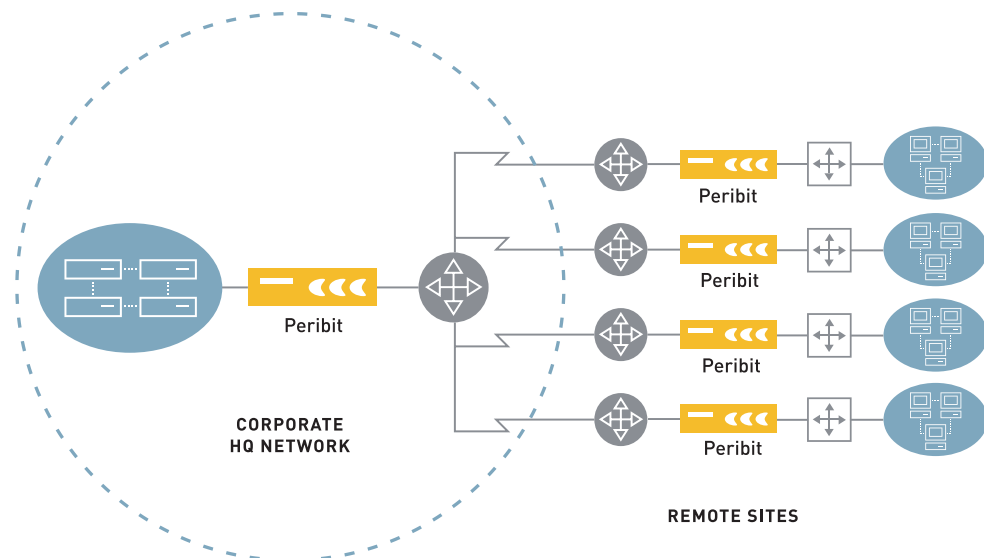 Peribit
Peribit
Peribit
Peribit
Peribit
CORPORATE
HQ NETWORK
REMOTE SITES